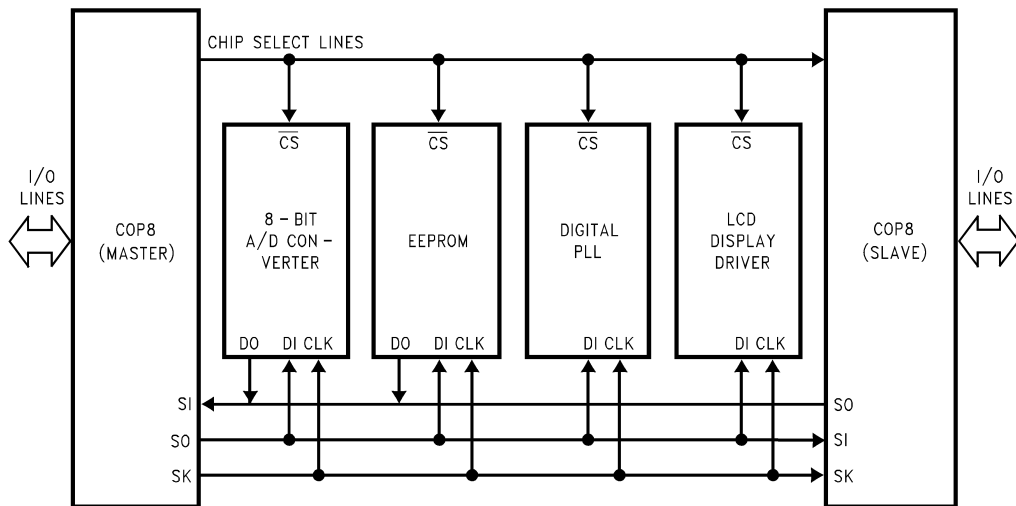 CHIP SELECT LINES
CS
CS
CS
CS
I/O
LINES
COP8
(MASTER)
8 - BIT
A/D CON -
VERTER
EEPROM
DIGITAL
PLL
LCD
DISPLAY
DRIVER
COP8
(SLAVE)
I/O
LINES
DO DI CLK
DO DI CLK
DI CLK
DI CLK
SI
SO
SO
SI
SK
SK